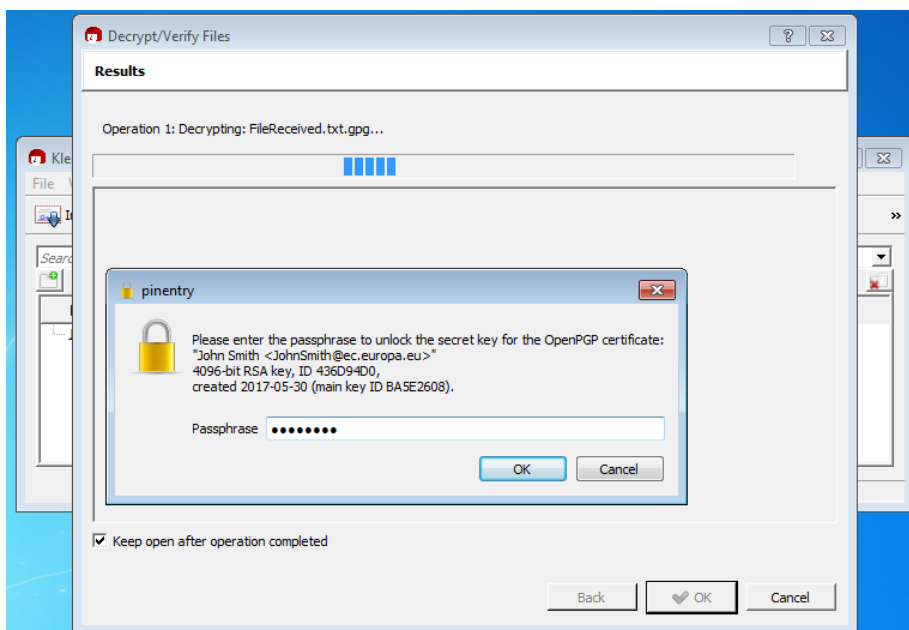 Decrypt/Verify Files
Results
Operation 1: Decrypting: FileReceived.txt.gpg...
Kle
File
»
pinentry
Please enter the passphrase to unlock the secret key for the OpenPGP certificate:
"John Smith <JohnSmith@ec.europa.eu>"
4096-bit RSA key, ID 436D94D0,
created 2017-05-30 (main key ID BA5E2608).
Passphrase ●●●●●●●●
OK Cancel
Keep open after operation completed
Back OK Cancel